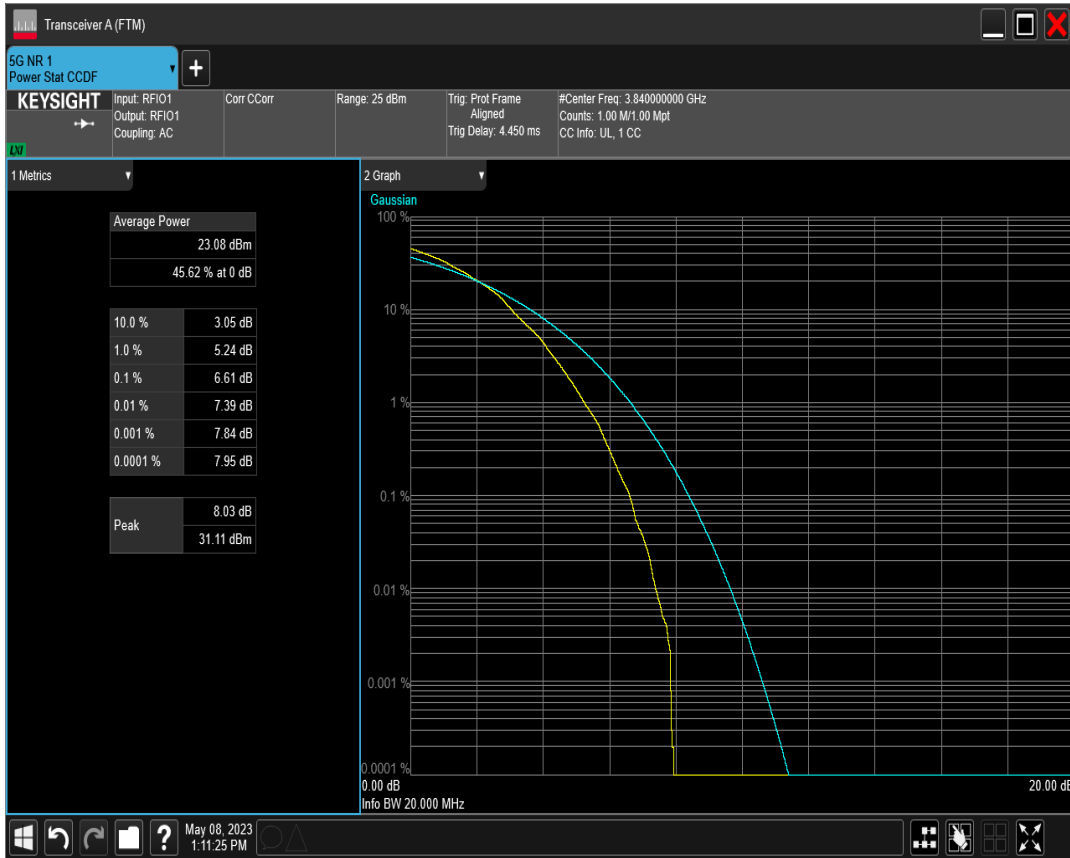 Transceiver A (FTM)
5G NR 1
Power Stat CCDF
KEYSIGHT
LXI
Input: RFIO1
Output: RFIO1
Coupling: AC
Corr CCorr
Range: 25 dBm
Trig: Prot Frame
Aligned
Trig Delay: 4.450 ms
#Center Freq: 3.840000000 GHz
Counts: 1.00 M/1.00 Mpt
CC Info: UL, 1 CC
1 Metrics
Average Power
23.08 dBm
45.62 % at 0 dB
10.0 % 3.05 dB
1.0 % 5.24 dB
0.1 % 6.61 dB
0.01 % 7.39 dB
0.001 % 7.84 dB
0.0001 % 7.95 dB
Peak 8.03 dB
31.11 dBm
2 Graph
Gaussian
100 %
10 %
1 %
0.1 %
0.01 %
0.001 %
0.0001 %
0.00 dB 20.00 dB
Info BW 20.000 MHz
May 08, 2023
1:11:25 PM